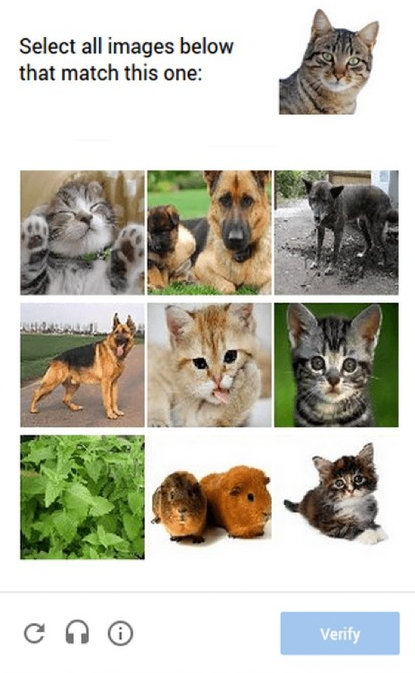 Select all images below
that match this one:
Verify